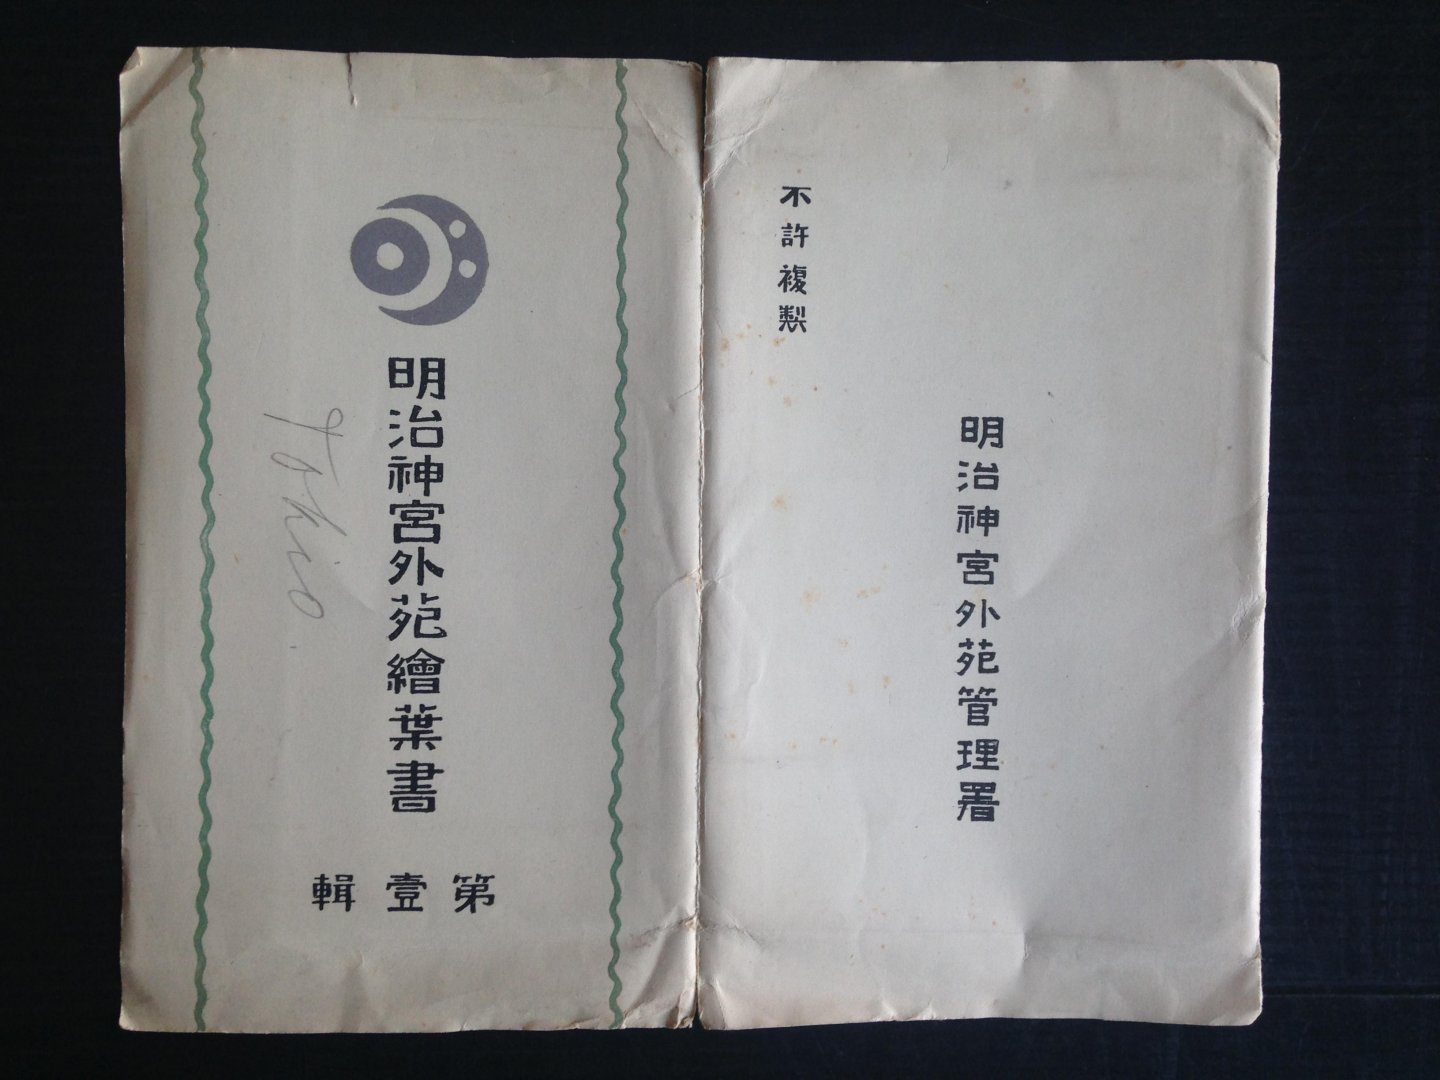 明治神宮外苑繪葉書
第壹輯
Tokio
不許複製
明治神宮外苑管理署